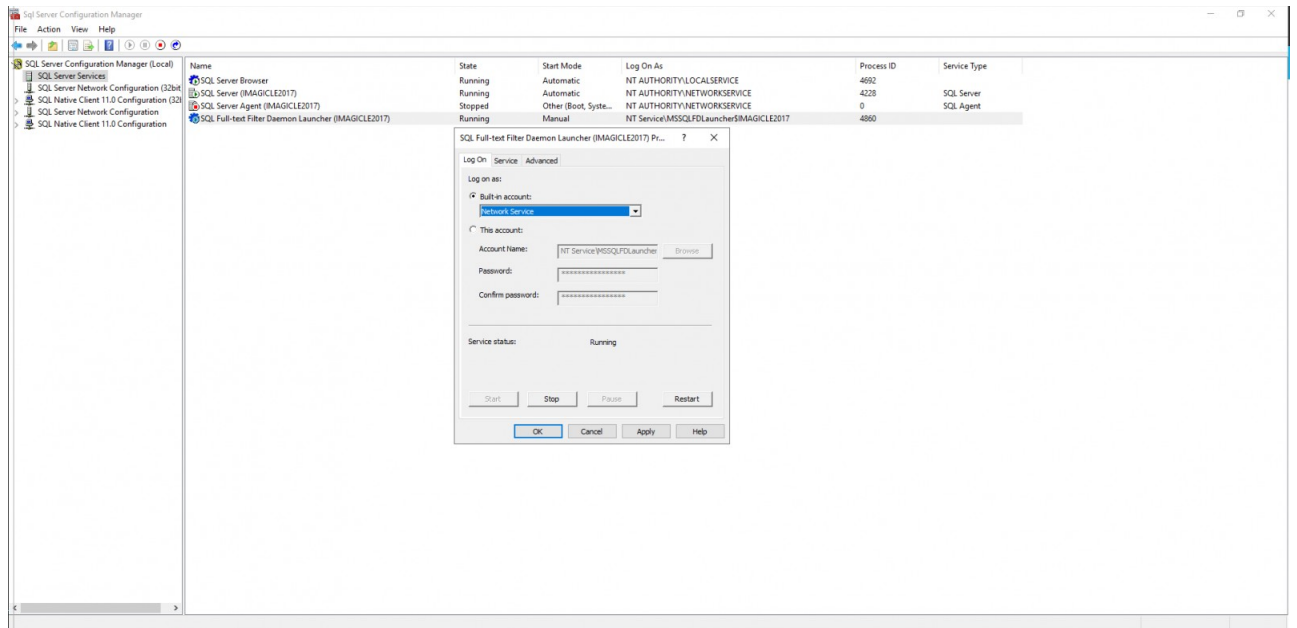 Sql Server Configuration Manager
File Action View Help
SQL Server Configuration Manager (Local)
SQL Server Services
SQL Server Network Configuration (32bit
SQL Native Client 11.0 Configuration (32b
SQL Server Network Configuration
SQL Native Client 11.0 Configuration
Name State Start Mode Log On As Process ID Service Type
SQL Server Browser Running Automatic NT AUTHORITY\LOCALSERVICE 4692
SQL Server (IMAGICLE2017) Running Automatic NT AUTHORITY\NETWORKSERVICE 4228 SQL Server
SQL Server Agent (IMAGICLE2017) Stopped Other (Boot, Syste... NT AUTHORITY\NETWORKSERVICE 0 SQL Agent
SQL Full-text Filter Daemon Launcher (IMAGICLE2017) Running Manual NT Service\MSSQLFDLauncher$IMAGICLE2017 4860
SQL Full-text Filter Daemon Launcher (IMAGICLE2017) Pr... ?
Log On Service Advanced
Log on as:
Built-in account:
Network Service
This account:
Account Name: NT Service\MSSQLFDLauncher Browse
Password: ****************
Confirm password: ****************
Service status: Running
Start Stop Pause Restart
OK Cancel Apply Help